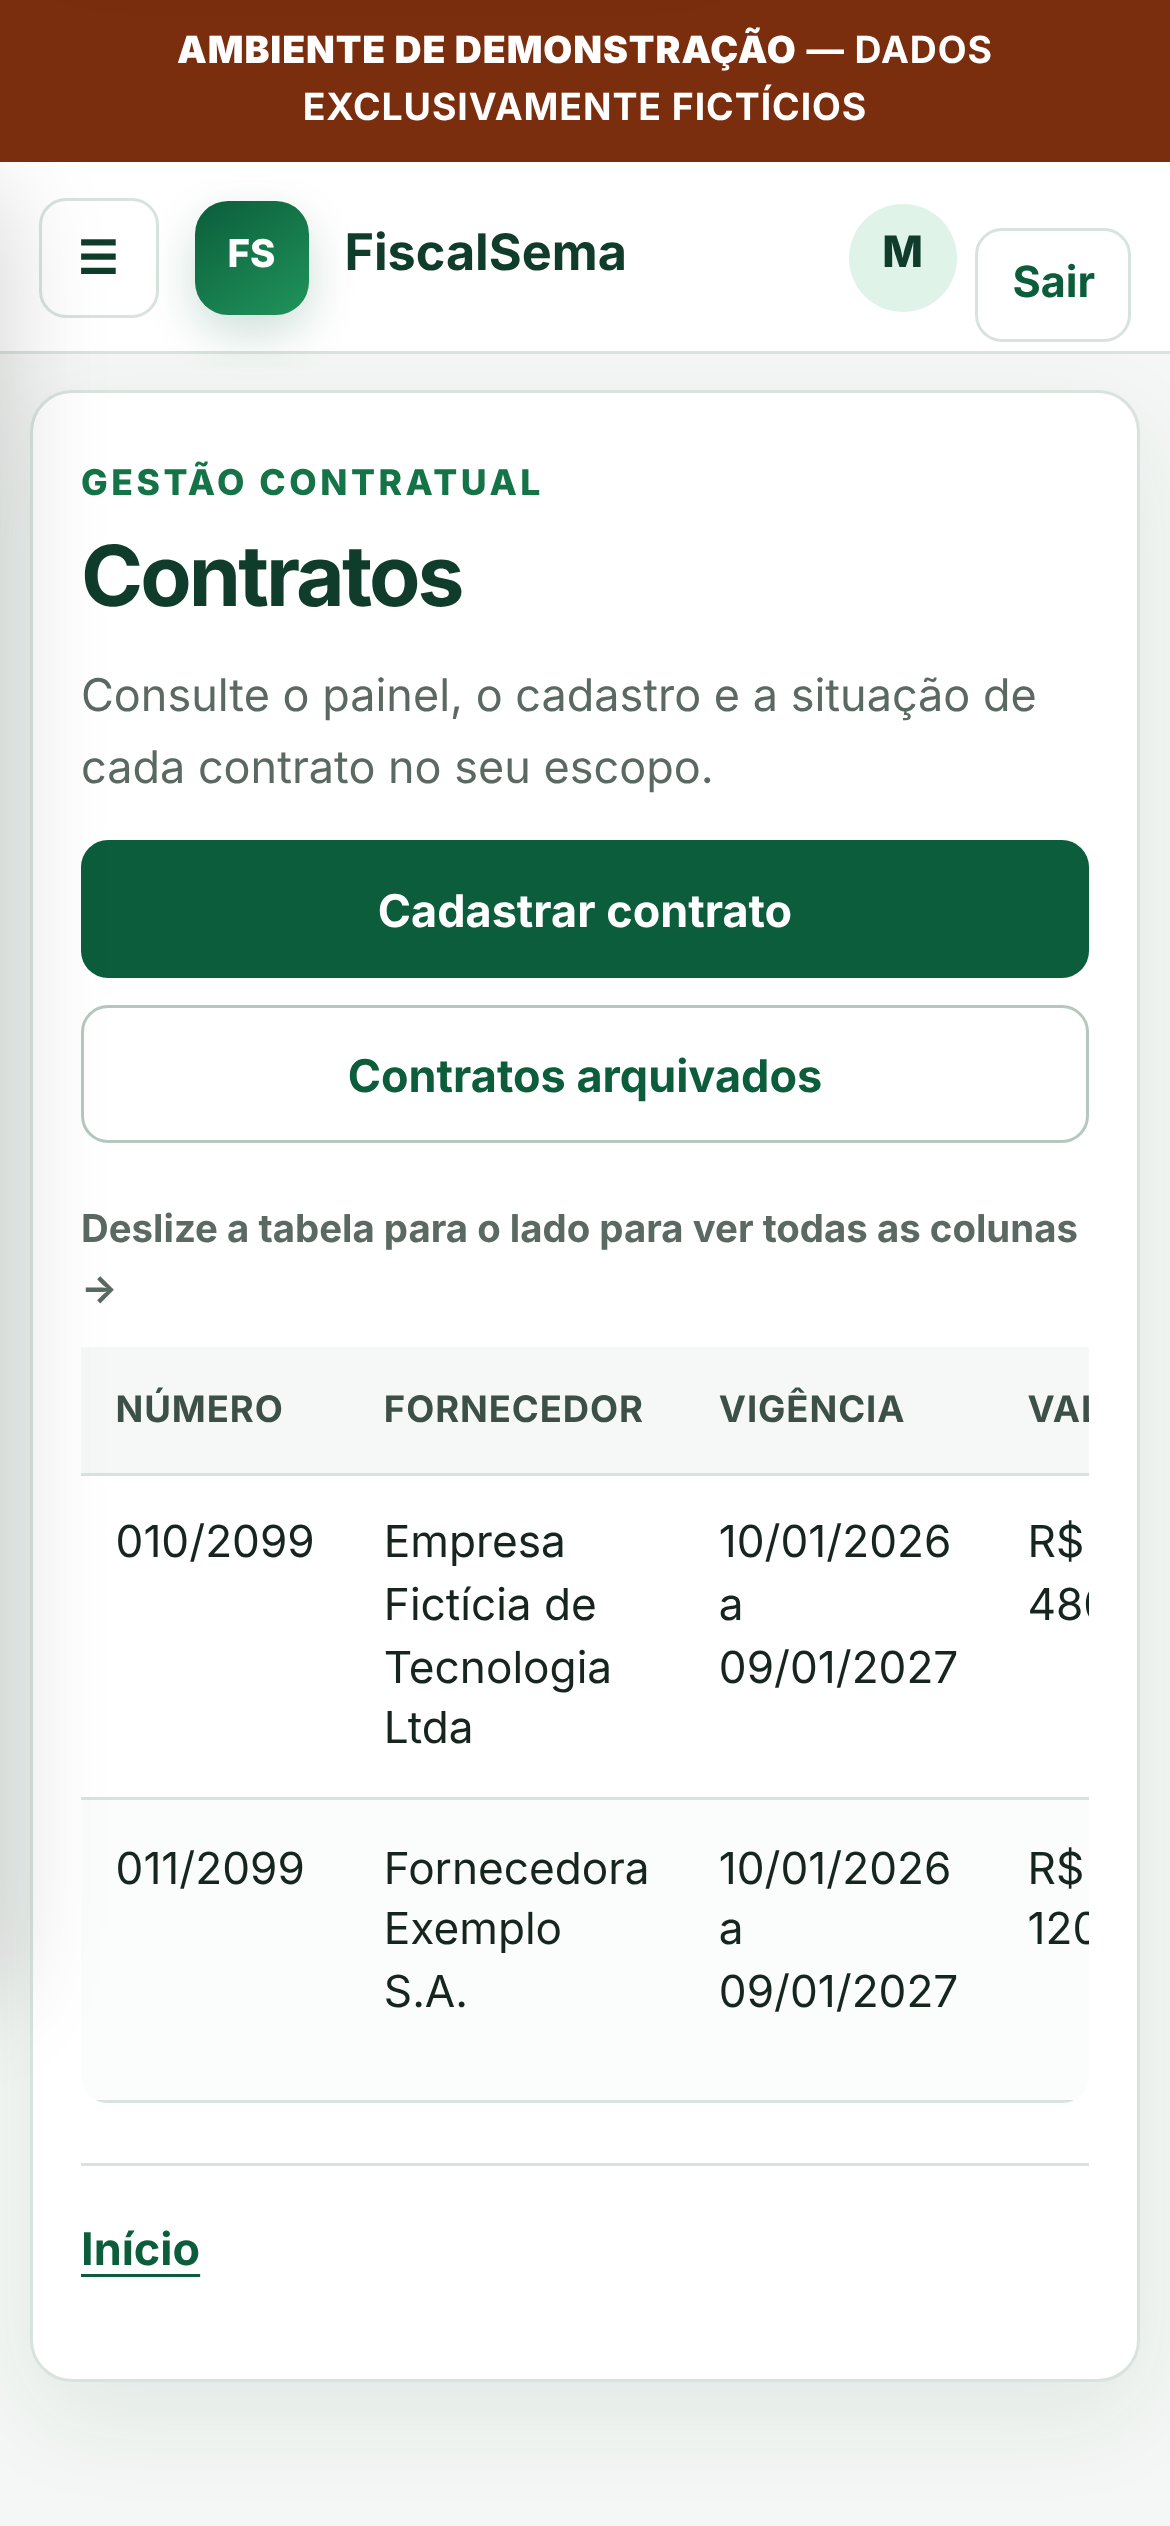 AMBIENTE DE DEMONSTRAÇÃO — DADOS
EXCLUSIVAMENTE FICTÍCIOS
☰ FS FiscalSema M Sair
GESTÃO CONTRATUAL
Contratos
Consulte o painel, o cadastro e a situação de
cada contrato no seu escopo.
Cadastrar contrato
Contratos arquivados
Deslize a tabela para o lado para ver todas as colunas
→
NÚMERO FORNECEDOR VIGÊNCIA
010/2099 Empresa 10/01/2026 R$
Fictícia de a
Tecnologia 09/01/2027
Ltda
011/2099 Fornecedora 10/01/2026 R$
Exemplo a
S.A. 09/01/2027
Início